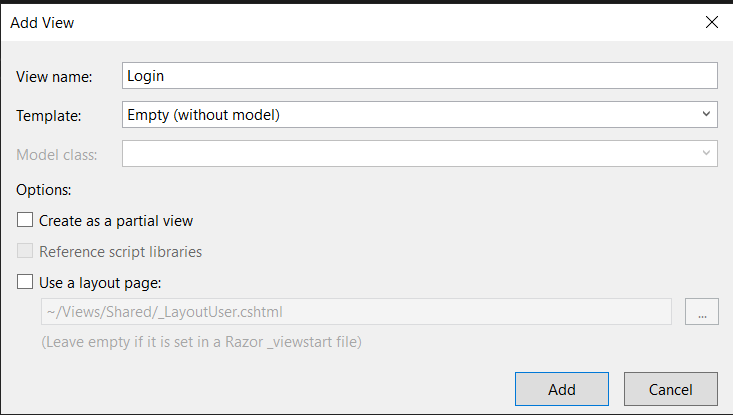 Add View
View name: Login
Template: Empty (without model)
Model class:
Options:
Create as a partial view
Reference script libraries
Use a layout page:
~/Views/Shared/_LayoutUser.cshtml ...
(Leave empty if it is set in a Razor _viewstart file)
Add Cancel